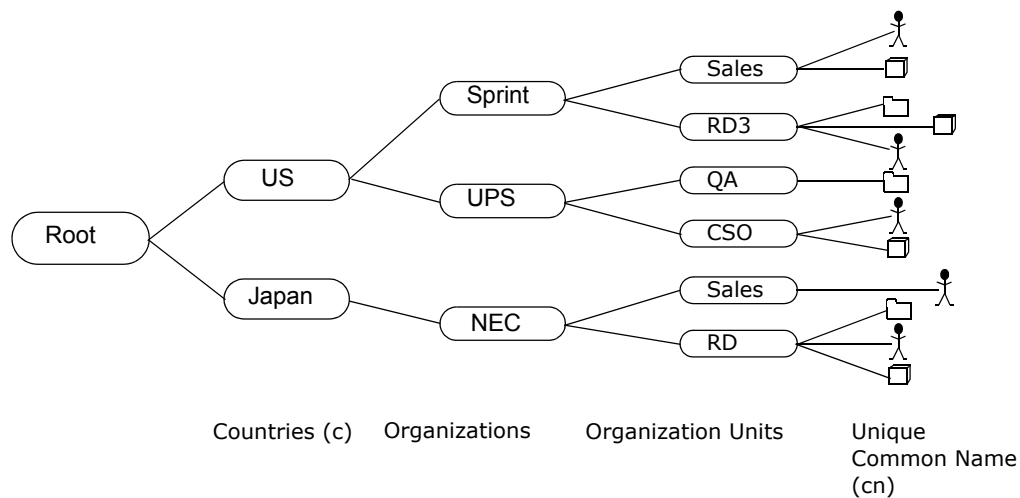 Root
US
Japan
Sprint
UPS
NEC
Sales
RD3
QA
CSO
Sales
RD
Countries (c)
Organizations
Organization Units
Unique
Common Name
(cn)